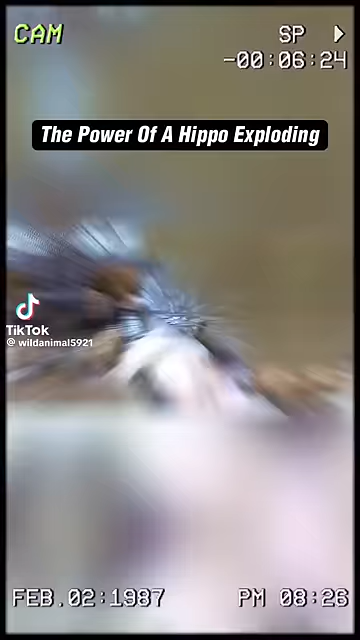 CAM
SP
-00:06:24
The Power Of A Hippo Exploding
TikTok
@wildanimal5921
FEB.02:1987
PM 08:26